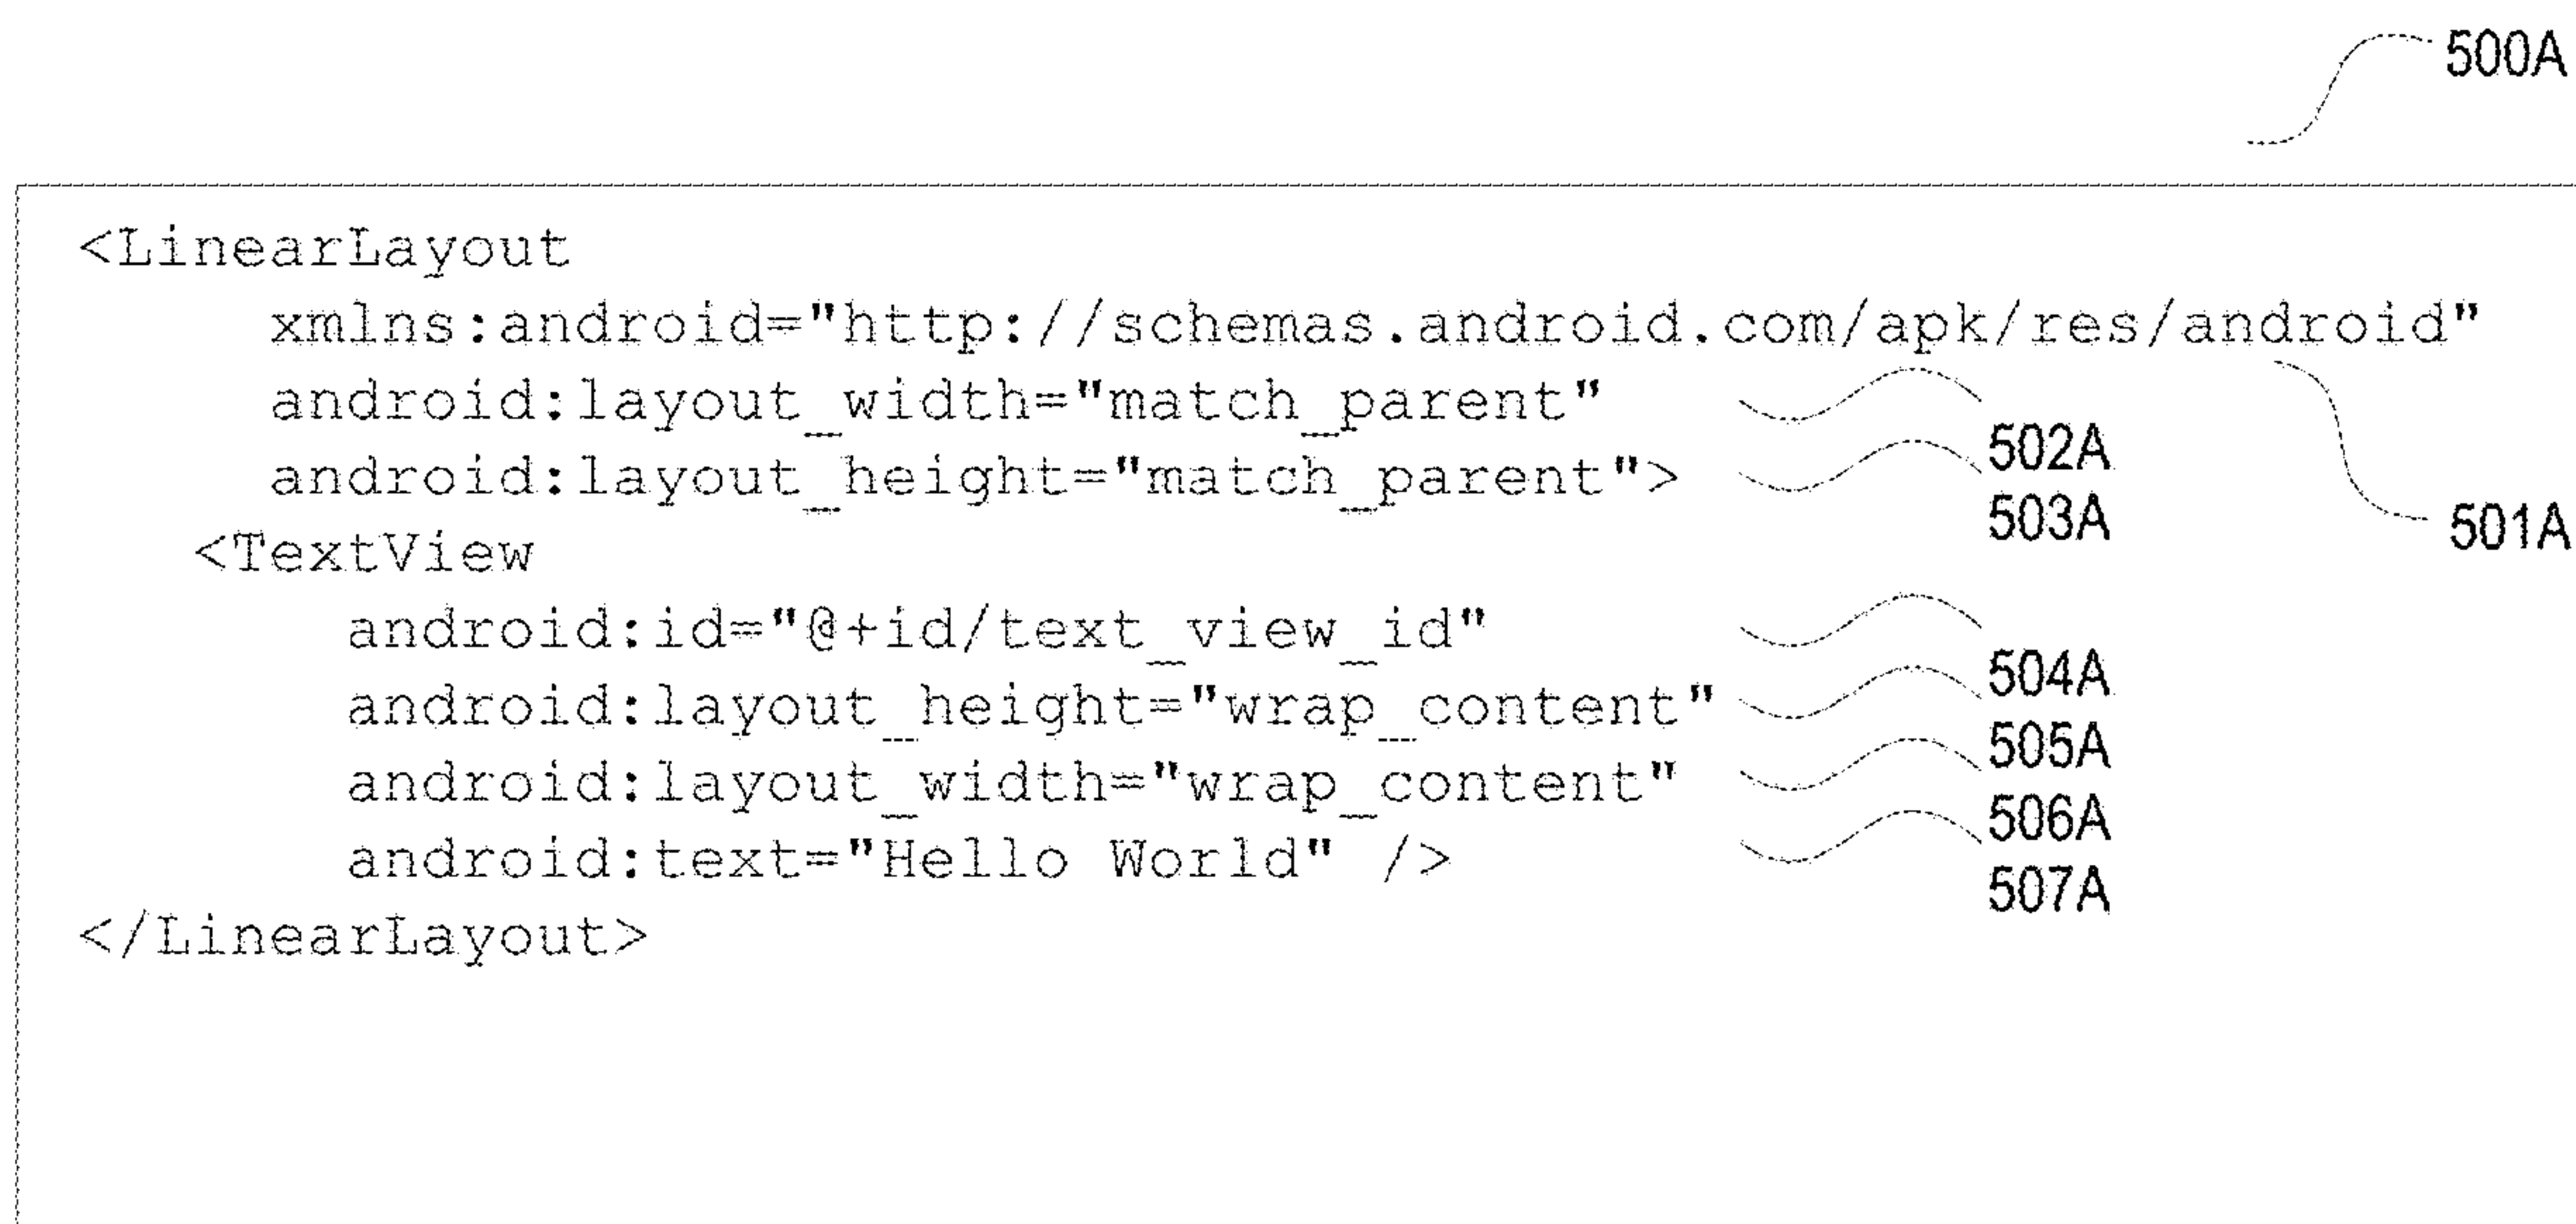 500A
<LinearLayout
xmlns:android="http://schemas.android.com/apk/res/android"
501A
android:layout_width="match_parent"
502A
android:layout_height="match_parent">
503A
<TextView
android:id="@+id/text_view_id"
504A
android:layout_height="wrap_content"
505A
android:layout_width="wrap_content"
506A
android:text="Hello World" />
507A
</LinearLayout>